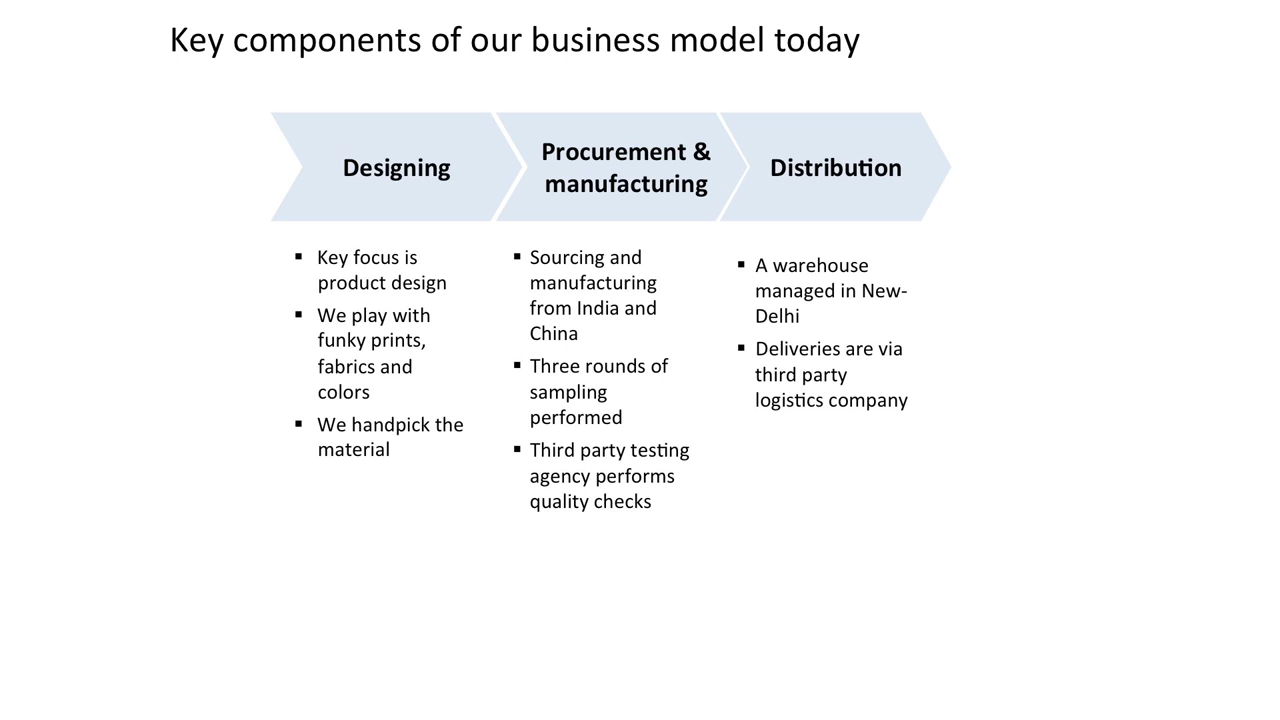 Key components of our business model today
Designing
Procurement &
manufacturing
Distribution
▪ Key focus is
product design
▪ We play with
funky prints,
fabrics and
colors
▪ We handpick the
material
▪ Sourcing and
manufacturing
from India and
China
▪ Three rounds of
sampling
performed
▪ Third party testing
agency performs
quality checks
▪ A warehouse
managed in New-
Delhi
▪ Deliveries are via
third party
logistics company